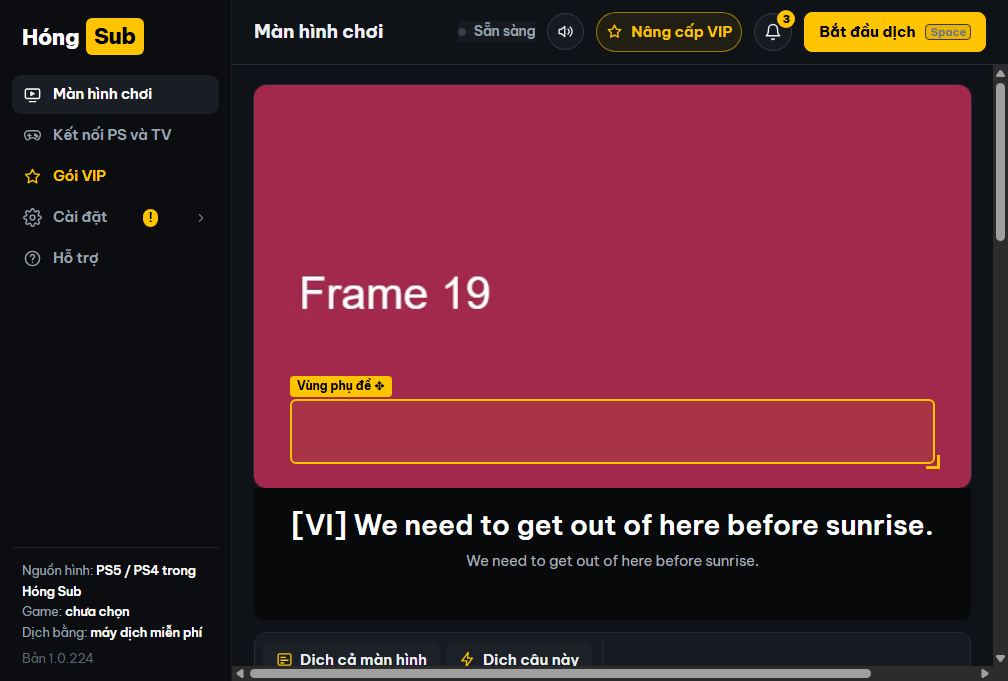 Hóng Sub
Màn hình chơi
Kết nối PS và TV
Gói VIP
Cài đặt !
Hỗ trợ
Nguồn hình: PS5 / PS4 trong
Hóng Sub
Game: chưa chọn
Dịch bằng: máy dịch miễn phí
Bản 1.0.224
Màn hình chơi
Sẵn sàng
Nâng cấp VIP
3
Bắt đầu dịch Space
Frame 19
Vùng phụ đề
[VI] We need to get out of here before sunrise.
We need to get out of here before sunrise.
Dịch cả màn hình
Dịch câu này